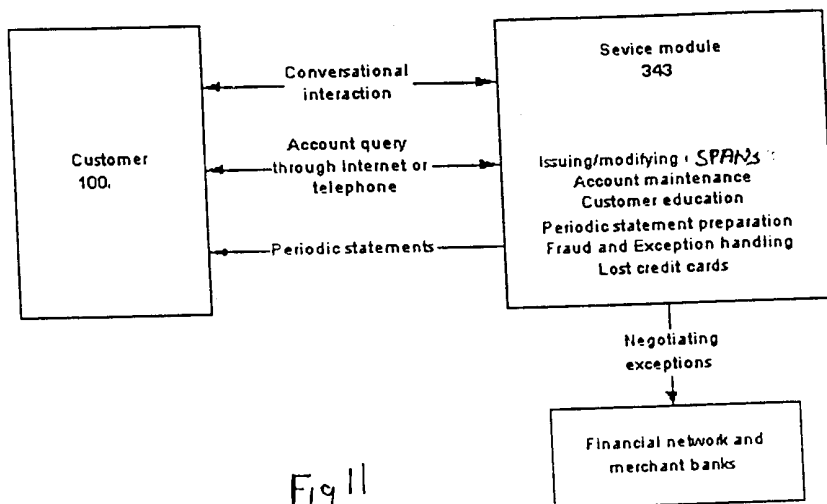 Customer
100.
Conversational
interaction
Account query
through Internet or
telephone
Periodic statements
Sevice module
343
Issuing/modifying SPANs
Account maintenance
Customer education
Periodic statement preparation
Fraud and Exception handling
Lost credit cards
Negotiating
exceptions
Financial network and
merchant banks
Fig 11